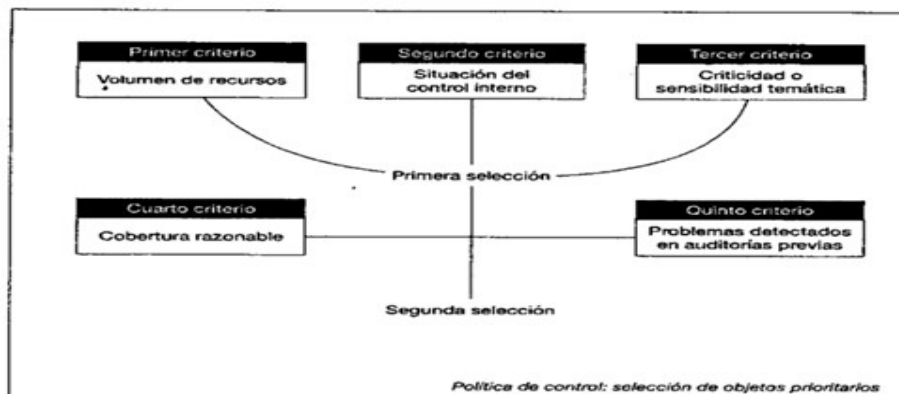 Primer criterio
Volumen de recursos
Segundo criterio
Situación del
control interno
Tercer criterio
Criticidad o
sensibilidad temática
Primera selección
Cuarto criterio
Cobertura razonable
Quinto criterio
Problemas detectados
en auditorías previas
Segunda selección
Política de control: selección de objetos prioritarios